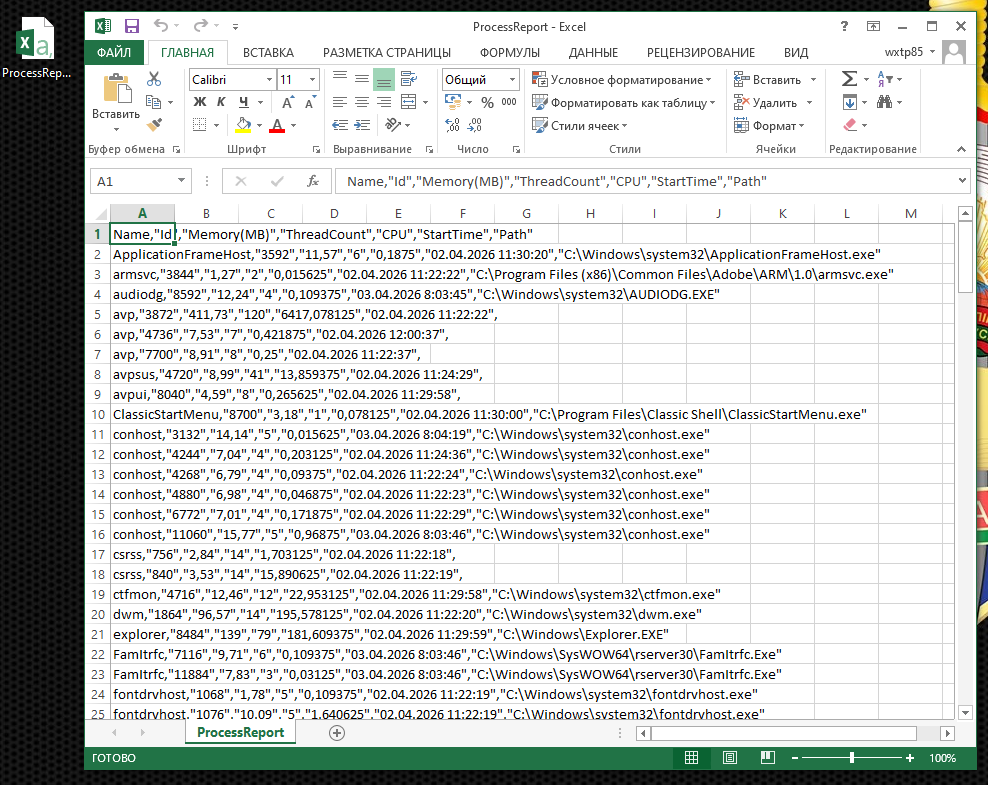 ProcessRep...
ProcessReport - Excel
ФАЙЛ ГЛАВНАЯ ВСТАВКА РАЗМЕТКА СТРАНИЦЫ ФОРМУЛЫ ДАННЫЕ РЕЦЕНЗИРОВАНИЕ ВИД wxtp85
Вставить
Calibri 11
Ж К Ч
Общий
% 000
Условное форматирование
Форматировать как таблицу
Стили ячеек
Вставить
Удалить
Формат
Буфер обмена Шрифт Выравнивание Число Стили Ячейки Редактирование
A1 fx Name,"Id","Memory(MB)","ThreadCount","CPU","StartTime","Path"
A B C D E F G H I J K L M
1 Name,"Id","Memory(MB)","ThreadCount","CPU","StartTime","Path"
2 ApplicationFrameHost,"3592","11,57","6","0,1875","02.04.2026 11:30:20","C:\Windows\system32\ApplicationFrameHost.exe"
3 armsvc,"3844","1,27","2","0,015625","02.04.2026 11:22:22","C:\Program Files (x86)\Common Files\Adobe\ARM\1.0\armsvc.exe"
4 audiodg,"8592","12,24","4","0,109375","03.04.2026 8:03:45","C:\Windows\system32\AUDIODG.EXE"
5 avp,"3872","411,73","120","6417,078125","02.04.2026 11:22:22",
6 avp,"4736","7,53","7","0,421875","02.04.2026 12:00:37",
7 avp,"7700","8,91","8","0,25","02.04.2026 11:22:37",
8 avpsus,"4720","8,99","41","13,859375","02.04.2026 11:24:29",
9 avpui,"8040","4,59","8","0,265625","02.04.2026 11:29:58",
10 ClassicStartMenu,"8700","3,18","1","0,078125","02.04.2026 11:30:00","C:\Program Files\Classic Shell\ClassicStartMenu.exe"
11 conhost,"3132","14,14","5","0,015625","03.04.2026 8:04:19","C:\Windows\system32\conhost.exe"
12 conhost,"4244","7,04","4","0,203125","02.04.2026 11:24:36","C:\Windows\system32\conhost.exe"
13 conhost,"4268","6,79","4","0,09375","02.04.2026 11:22:24","C:\Windows\system32\conhost.exe"
14 conhost,"4880","6,98","4","0,046875","02.04.2026 11:22:23","C:\Windows\system32\conhost.exe"
15 conhost,"6772","7,01","4","0,171875","02.04.2026 11:22:29","C:\Windows\system32\conhost.exe"
16 conhost,"11060","15,77","5","0,96875","03.04.2026 8:03:46","C:\Windows\system32\conhost.exe"
17 csrss,"756","2,84","14","1,703125","02.04.2026 11:22:18",
18 csrss,"840","3,53","14","15,890625","02.04.2026 11:22:19",
19 ctfmon,"4716","12,46","12","22,953125","02.04.2026 11:29:58","C:\Windows\system32\ctfmon.exe"
20 dwm,"1864","96,57","14","195,578125","02.04.2026 11:22:20","C:\Windows\system32\dwm.exe"
21 explorer,"8484","139","79","181,609375","02.04.2026 11:29:59","C:\Windows\Explorer.EXE"
22 FamItrfc,"7116","9,71","6","0,109375","03.04.2026 8:03:46","C:\Windows\SysWOW64\rserver30\FamItrfc.Exe"
23 FamItrfc,"11884","7,83","3","0,03125","03.04.2026 8:03:46","C:\Windows\SysWOW64\rserver30\FamItrfc.Exe"
24 fontdrvhost,"1068","1,78","5","0,109375","02.04.2026 11:22:19","C:\Windows\system32\fontdrvhost.exe"
25 fontdrvhost,"1076","10,09","5","1,640625","02.04.2026 11:22:19","C:\Windows\system32\fontdrvhost.exe"
ProcessReport
ГОТОВО 100%